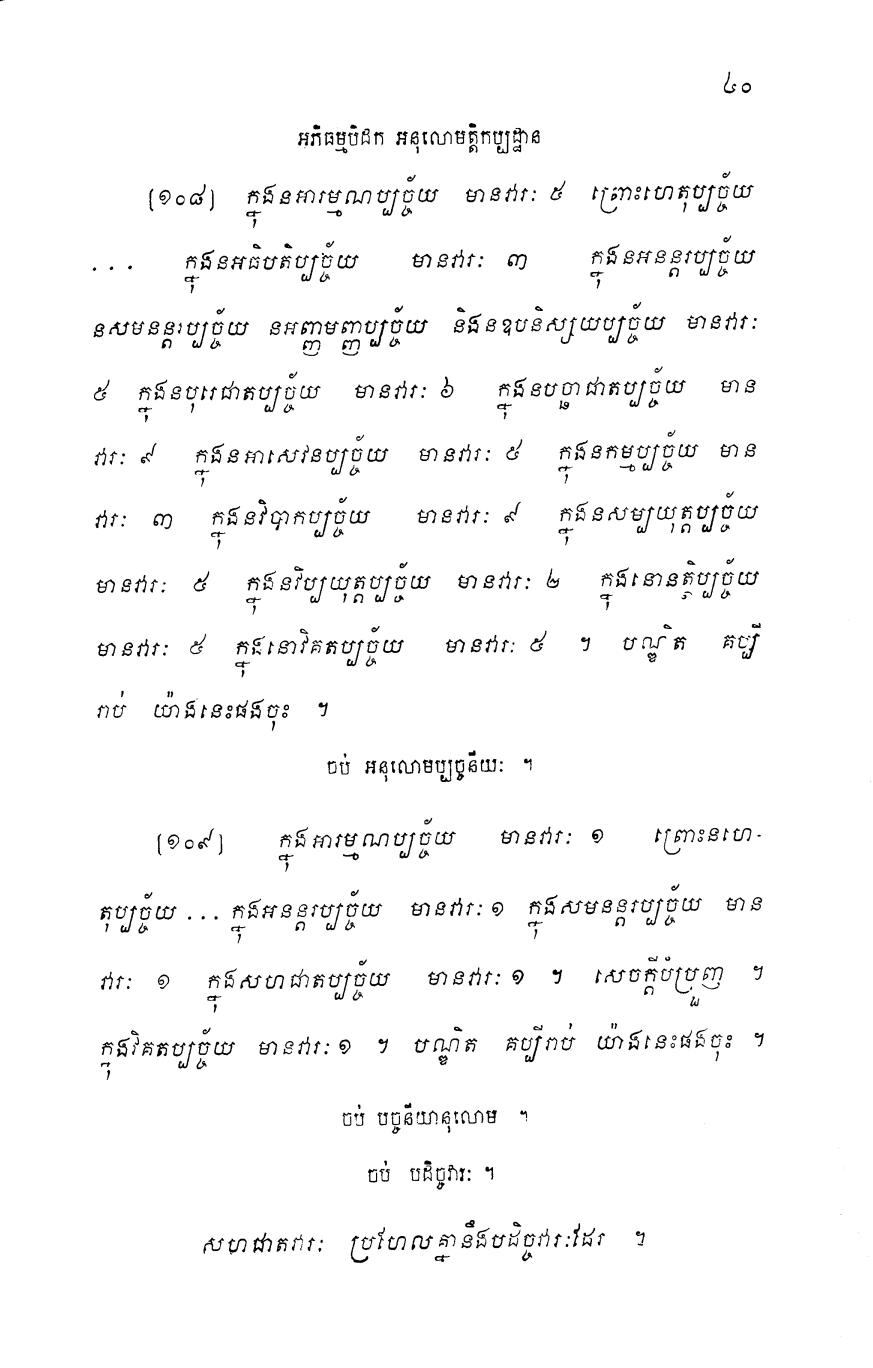 ៤០
អភិធម្មបិដក អនុលោមត្តិកប្បដ្ឋាន
(១០៨) ក្នុងនអារម្មណប្បច្ច័យ មានវារៈ ៥ ព្រោះហេតុប្បច្ច័យ
... ក្នុងនអធិបតិប្បច្ច័យ មានវារៈ ៣ ក្នុងនអនន្តរប្បច្ច័យ
នសមនន្តរប្បច្ច័យ នអញ្ញមញ្ញប្បច្ច័យ និងនឧបនិស្សយប្បច្ច័យ មានវារៈ
៥ ក្នុងនបុរេជាតប្បច្ច័យ មានវារៈ ៦ ក្នុងនបច្ឆាជាតប្បច្ច័យ មាន
វារៈ ៩ ក្នុងនអាសេវនប្បច្ច័យ មានវារៈ ៩ ក្នុងនកម្មប្បច្ច័យ មាន
វារៈ ៣ ក្នុងនវិបាកប្បច្ច័យ មានវារៈ ៩ ក្នុងនសម្បយុត្តប្បច្ច័យ
មានវារៈ ៥ ក្នុងនវិប្បយុត្តប្បច្ច័យ មានវារៈ ២ ក្នុងនោនត្ថិប្បច្ច័យ
មានវារៈ ៥ ក្នុងនោវិគតប្បច្ច័យ មានវារៈ ៥ ។ បណ្ឌិត គប្បី
រាប់ យ៉ាងនេះផងចុះ ។
ចប់ អនុលោមប្បច្ចនីយៈ ។
(១០៩) ក្នុងអារម្មណប្បច្ច័យ មានវារៈ ១ ព្រោះនហេ-
តុប្បច្ច័យ ... ក្នុងអនន្តរប្បច្ច័យ មានវារៈ ១ ក្នុងសមនន្តរប្បច្ច័យ មាន
វារៈ ១ ក្នុងសហជាតប្បច្ច័យ មានវារៈ ១ ។ សេចក្តីបំប្រួញ ។
ក្នុងវិគតប្បច្ច័យ មានវារៈ ១ ។ បណ្ឌិត គប្បីរាប់ យ៉ាងនេះផងចុះ ។
ចប់ បច្ចនីយានុលោម ។
ចប់ បដិច្ចវារៈ ។
សហជាតវារៈ ប្រហែលគ្នានឹងបដិច្ចវារៈដែរ ។